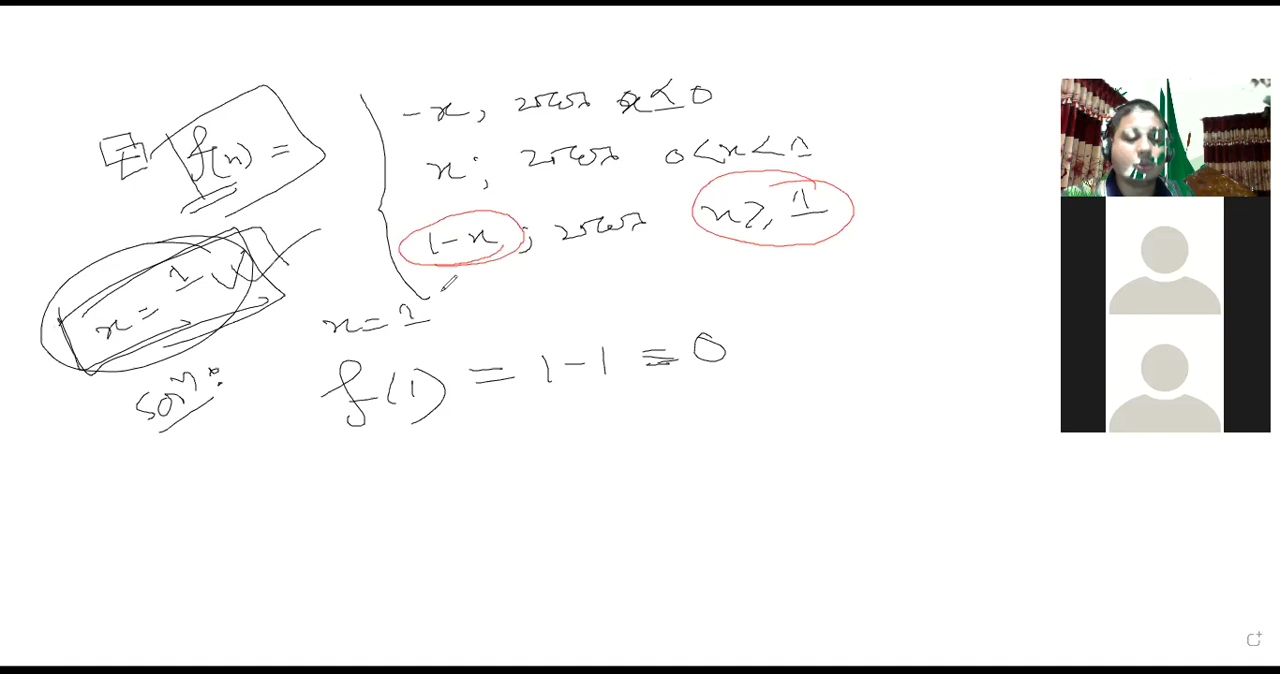 f(x) =
-x; যখন x ≤ 0
x; যখন 0 < x < 1
1-x; যখন x ≥ 1
x = 1
Solⁿ:
x = 1
f(1) = 1 - 1 = 0